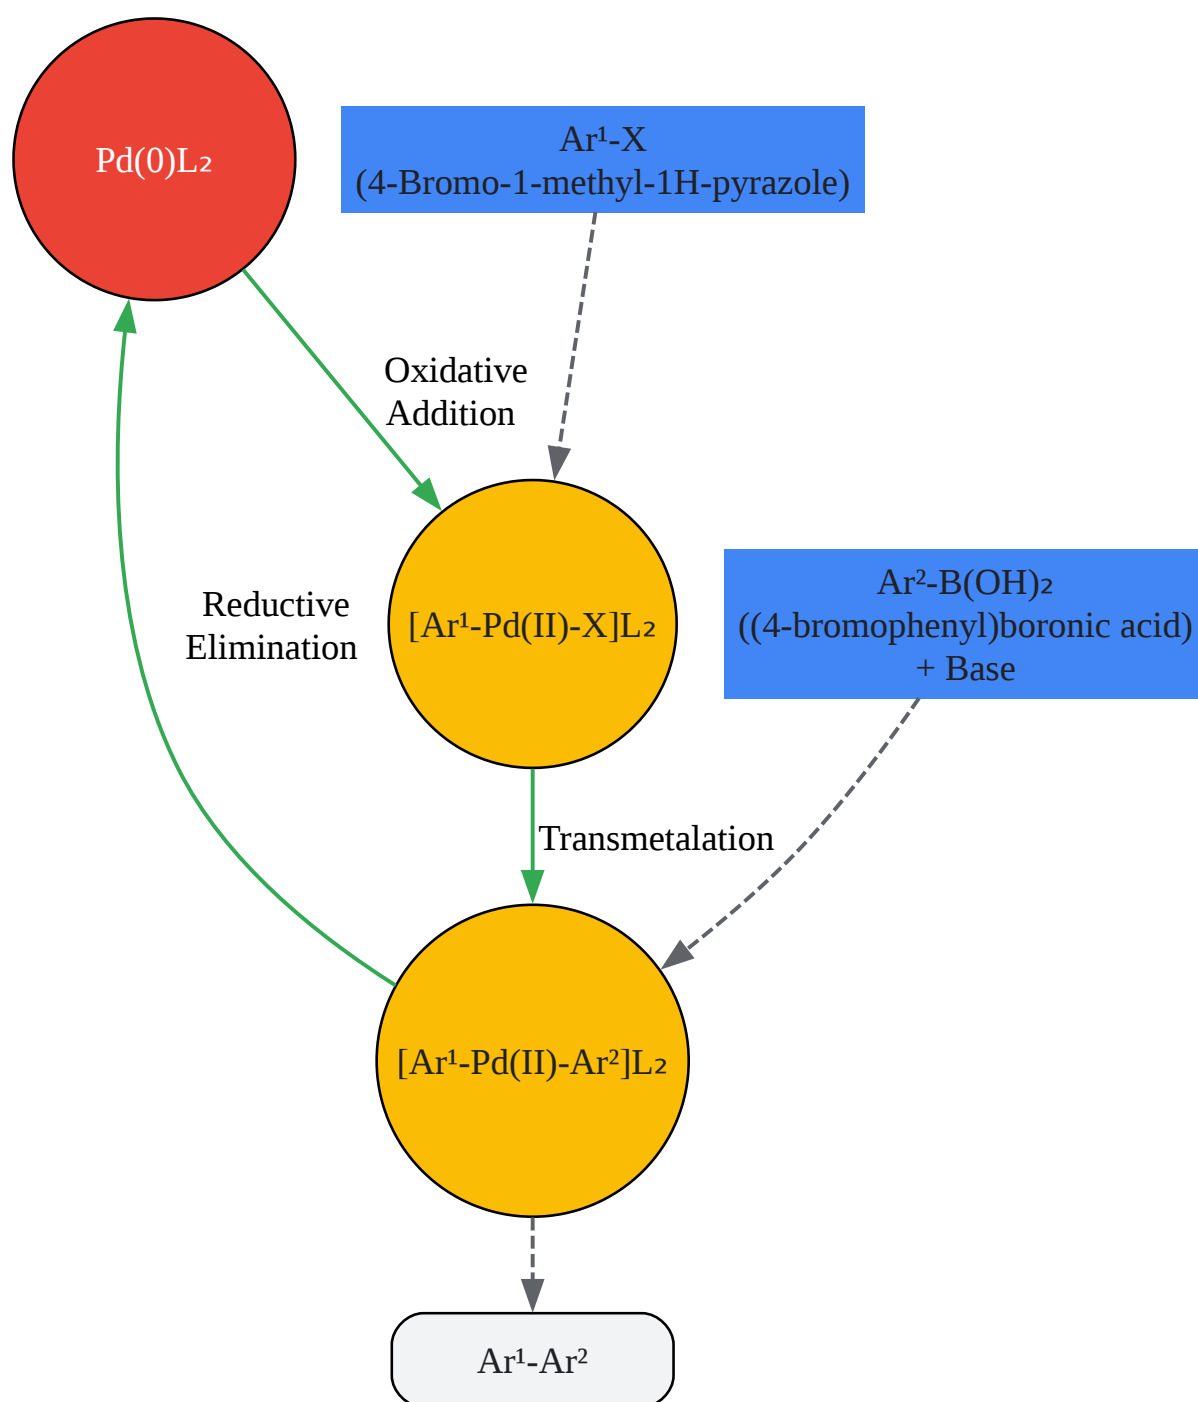 Pd(0)L₂
Ar¹-X
(4-Bromo-1-methyl-1H-pyrazole)
Oxidative
Addition
Reductive
Elimination
[Ar¹-Pd(II)-X]L₂
Ar²-B(OH)₂
((4-bromophenyl)boronic acid)
+ Base
Transmetalation
[Ar¹-Pd(II)-Ar²]L₂
Ar¹-Ar²